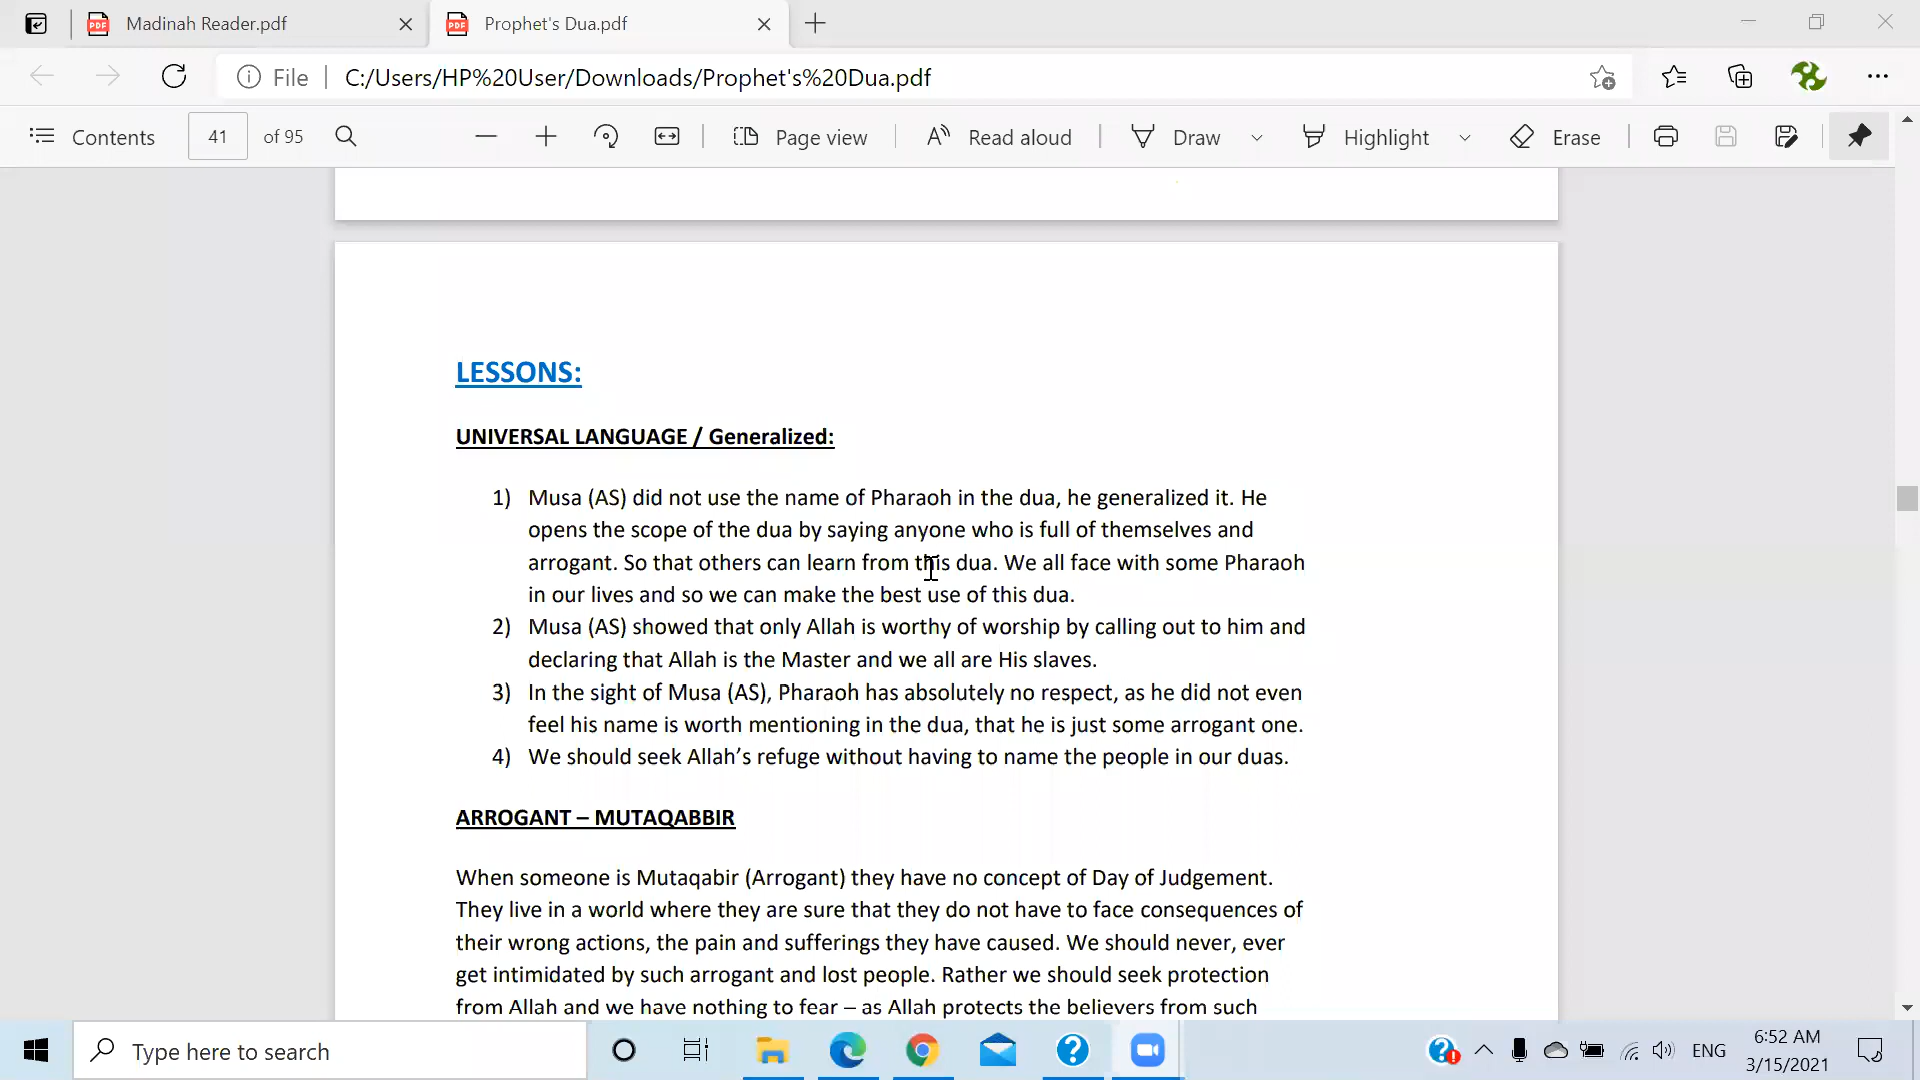 Madinah Reader.pdf
Prophet's Dua.pdf
File
C:/Users/HP%20User/Downloads/Prophet's%20Dua.pdf
Contents
41
of 95
Page view
Read aloud
Draw
Highlight
Erase
LESSONS:
UNIVERSAL LANGUAGE / Generalized:
1) Musa (AS) did not use the name of Pharaoh in the dua, he generalized it. He
opens the scope of the dua by saying anyone who is full of themselves and
arrogant. So that others can learn from this dua. We all face with some Pharaoh
in our lives and so we can make the best use of this dua.
2) Musa (AS) showed that only Allah is worthy of worship by calling out to him and
declaring that Allah is the Master and we all are His slaves.
3) In the sight of Musa (AS), Pharaoh has absolutely no respect, as he did not even
feel his name is worth mentioning in the dua, that he is just some arrogant one.
4) We should seek Allah’s refuge without having to name the people in our duas.
ARROGANT – MUTAQABBIR
When someone is Mutaqabir (Arrogant) they have no concept of Day of Judgement.
They live in a world where they are sure that they do not have to face consequences of
their wrong actions, the pain and sufferings they have caused. We should never, ever
get intimidated by such arrogant and lost people. Rather we should seek protection
from Allah and we have nothing to fear – as Allah protects the believers from such
Type here to search
ENG
6:52 AM
3/15/2021